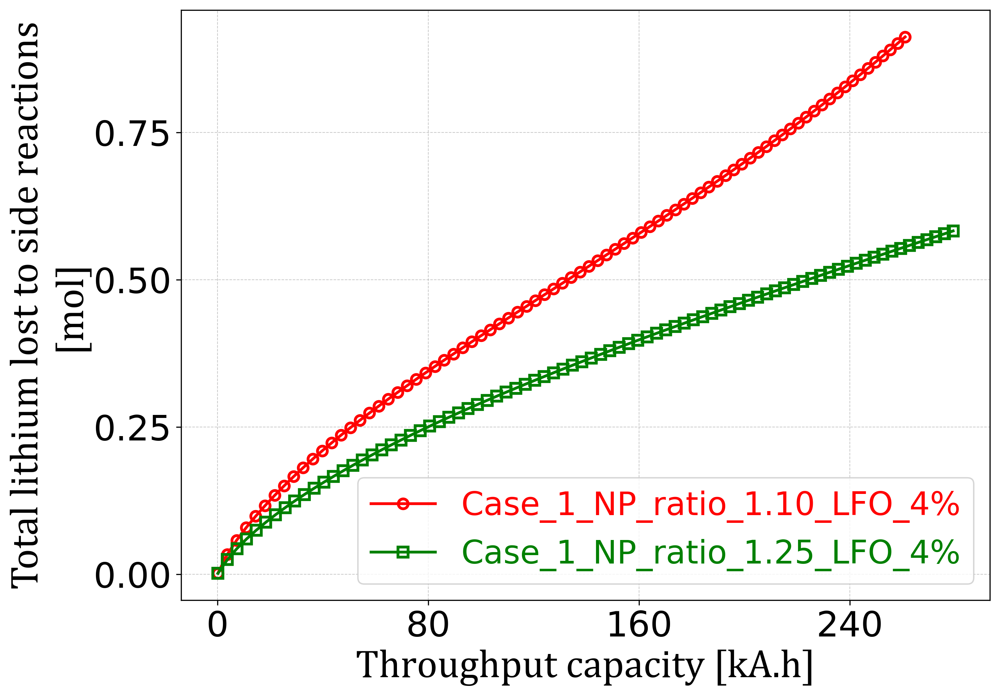 Total lithium lost to side reactions
[mol]
0.75
0.50
0.25
0.00
0
80
160
240
Throughput capacity [kA.h]
Case_1_NP_ratio_1.10_LFO_4%
Case_1_NP_ratio_1.25_LFO_4%